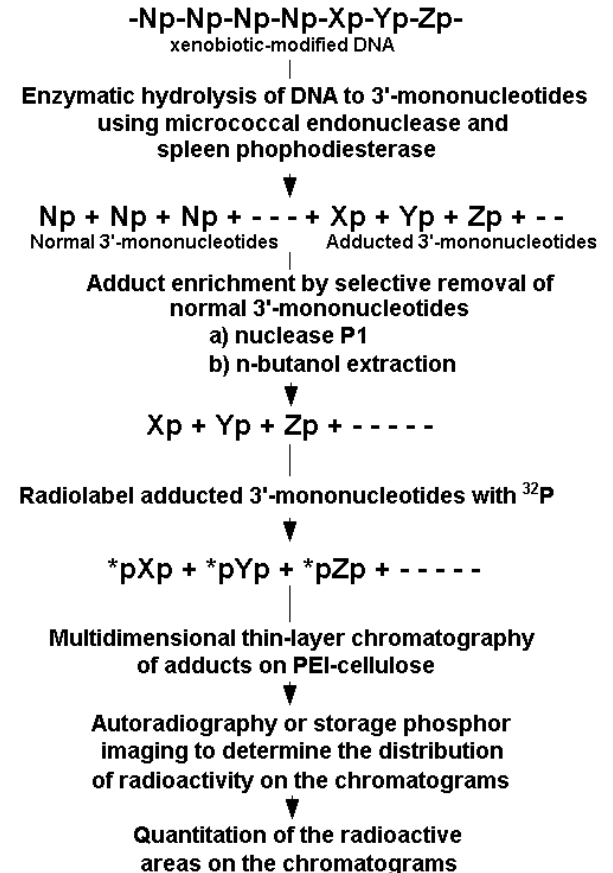 -Np-Np-Np-Np-Xp-Yp-Zp-
xenobiotic-modified DNA
Enzymatic hydrolysis of DNA to 3'-mononucleotides
using micrococcal endonuclease and
spleen phophodiesterase
Np + Np + Np + - - - + Xp + Yp + Zp + - -
Normal 3'-mononucleotides Adducted 3'-mononucleotides
Adduct enrichment by selective removal of
normal 3'-mononucleotides
a) nuclease P1
b) n-butanol extraction
Xp + Yp + Zp + - - - - -
Radiolabel adducted 3'-mononucleotides with ³²P
*pXp + *pYp + *pZp + - - - - -
Multidimensional thin-layer chromatography
of adducts on PEI-cellulose
Autoradiography or storage phosphor
imaging to determine the distribution
of radioactivity on the chromatograms
Quantitation of the radioactive
areas on the chromatograms